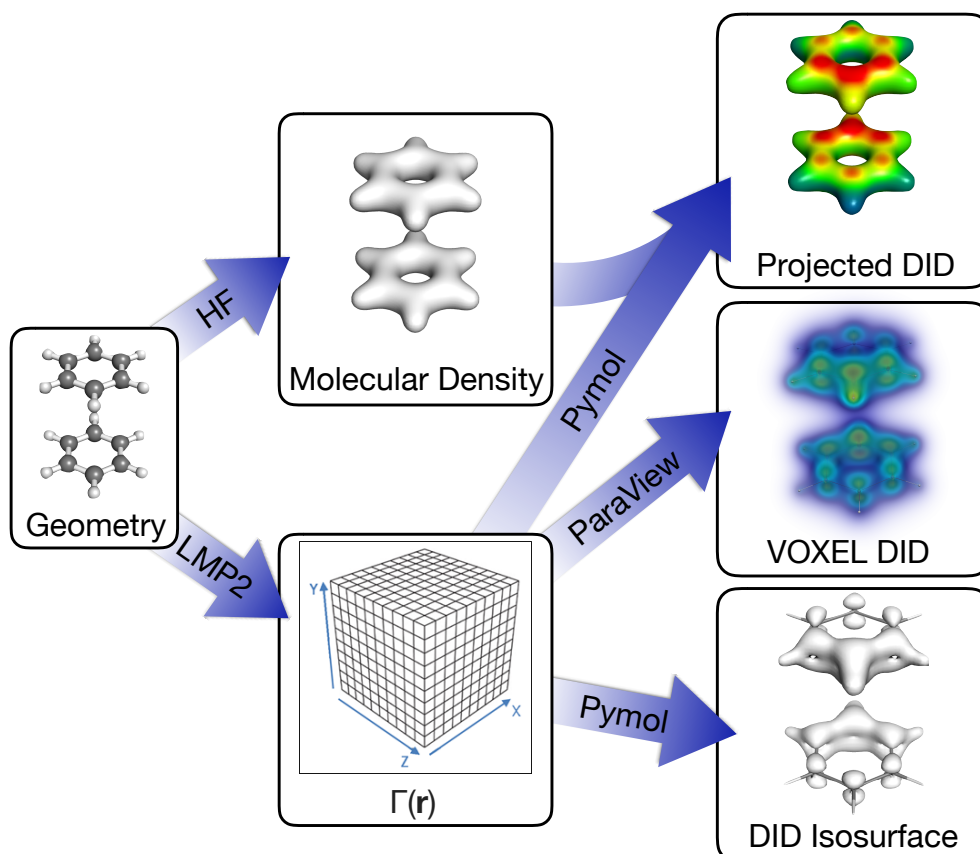 Projected DID
HF
Molecular Density
Pymol
Geometry
ParaView
VOXEL DID
LMP2
Y
X
Z
Γ(r)
Pymol
DID Isosurface